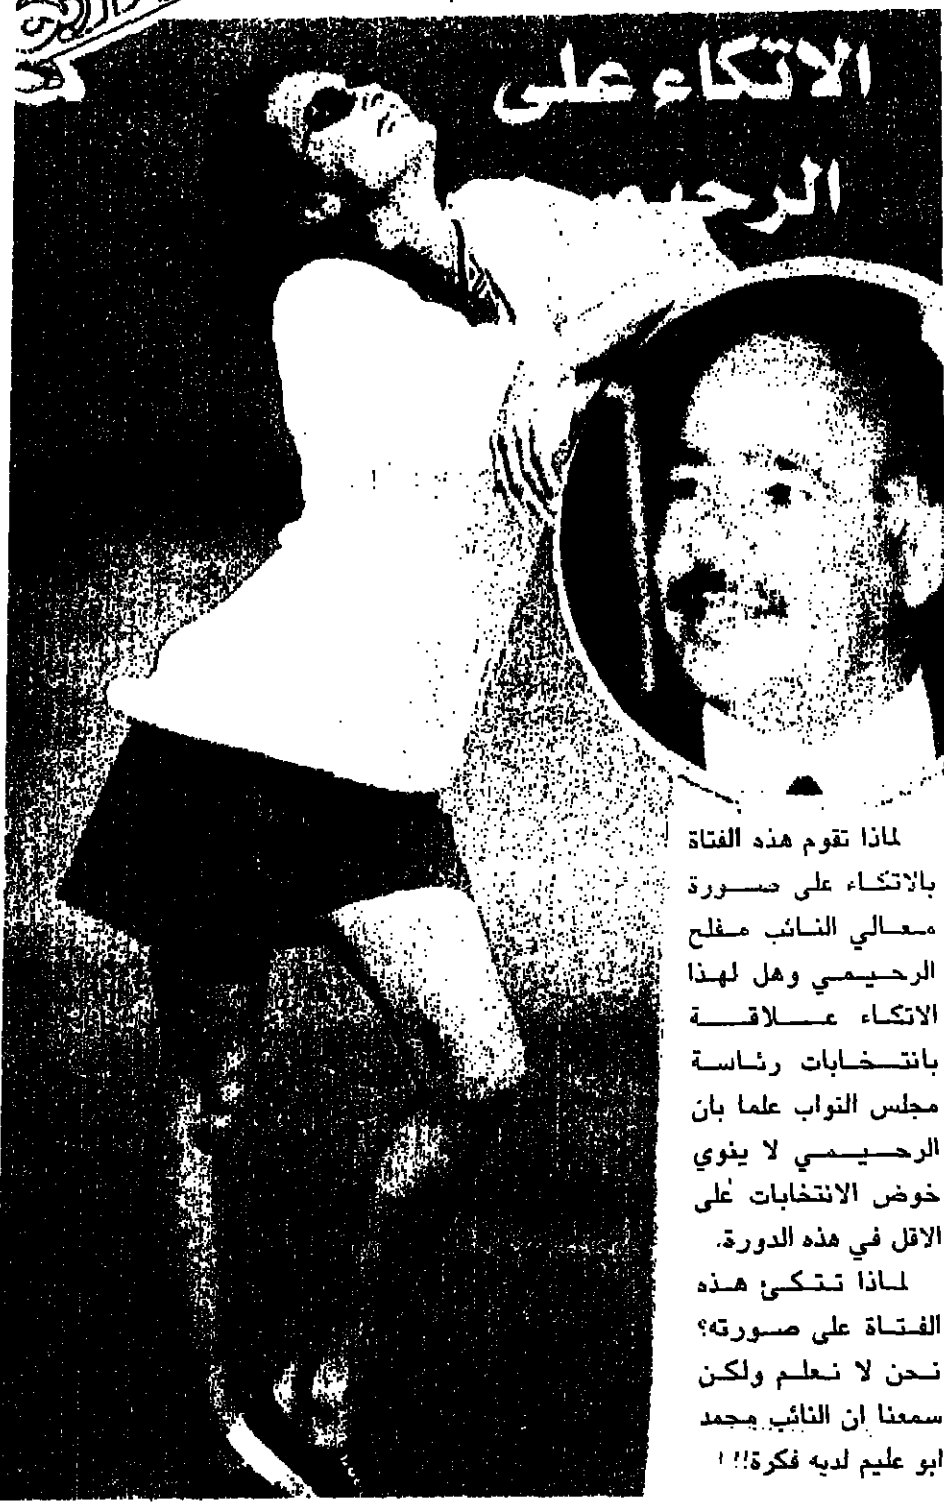 الاتكاء على
الرحيمي
لماذا تقوم هذه الفتاة
بالاتكاء على صورة
معالي النائب مفلح
الرحيمي وهل لهذا
الاتكاء علاقة
بانتخابات رئاسة
مجلس النواب علما بان
الرحيمي لا ينوي
خوض الانتخابات على
الاقل في هذه الدورة.
لماذا تتكئ هذه
الفتاة على صورته؟
نحن لا نعلم ولكن
سمعنا ان النائب محمد
ابو عليم لديه فكرة!!!